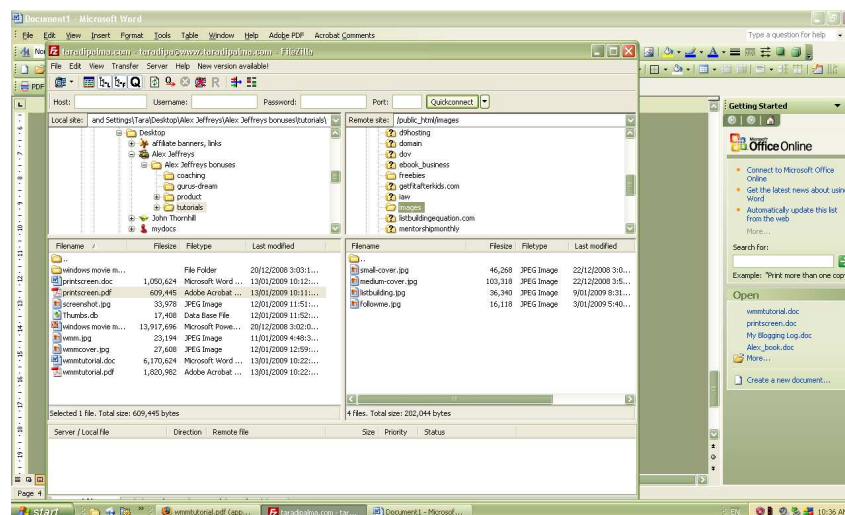 Document1 - Microsoft Word
File Edit View Insert Format Tools Table Window Help Adobe PDF Acrobat Comments
Type a question for help
taradipalma.com - taradipa@www.taradipalma.com - FileZilla
File Edit View Transfer Server Help New version available!
Host: Username: Password: Port: Quickconnect
Local site: and Settings\Tara\Desktop\Alex Jeffreys\Alex Jeffreys bonuses\tutorials\
Desktop
affiliate banners, links
Alex Jeffreys
Alex Jeffreys bonuses
coaching
gurus-dream
product
tutorials
John Thornhill
mydocs
Remote site: /public_html/images
d9hosting
domain
dov
ebook_business
freebies
getfitafterkids.com
iaw
images
listbuildingequation.com
mentorshipmonthly
Filename Filesize Filetype Last modified
..
windows movie m... File Folder 20/12/2008 3:03:1...
printscreen.doc 1,050,624 Microsoft Word ... 13/01/2009 10:12:...
printscreen.pdf 609,445 Adobe Acrobat ... 13/01/2009 10:11:...
screenshot.jpg 33,978 JPEG Image 12/01/2009 11:51:...
Thumbs.db 17,408 Data Base File 12/01/2009 11:52:...
windows movie m... 13,917,696 Microsoft Powe... 20/12/2008 3:02:0...
wmm.jpg 23,194 JPEG Image 11/01/2009 4:48:3...
wmmcover.jpg 27,608 JPEG Image 12/01/2009 12:59:...
wmmtutorial.doc 6,170,624 Microsoft Word ... 13/01/2009 10:22:...
wmmtutorial.pdf 1,820,982 Adobe Acrobat ... 13/01/2009 10:22:...
Selected 1 file. Total size: 609,445 bytes
Filename Filesize Filetype Last modified
..
small-cover.jpg 46,268 JPEG Image 22/12/2008 3:0...
medium-cover.jpg 103,318 JPEG Image 22/12/2008 3:5...
listbuilding.jpg 36,340 JPEG Image 9/01/2009 8:31...
followme.jpg 16,118 JPEG Image 3/01/2009 5:40...
4 files. Total size: 202,044 bytes
Server / Local file Direction Remote file Size Priority Status
Getting Started
Microsoft Office Online
Connect to Microsoft Office Online
Get the latest news about using Word
Automatically update this list from the web
More...
Search for:
Example: "Print more than one copy
Open
wmmtutorial.doc
printscreen.doc
My Blogging Log.doc
Alex_book.doc
More...
Create a new document...
Page 4
start
wmmtutorial.pdf (app...
taradipalma.com - tar...
Document1 - Microsof...
EN
10:36 AM